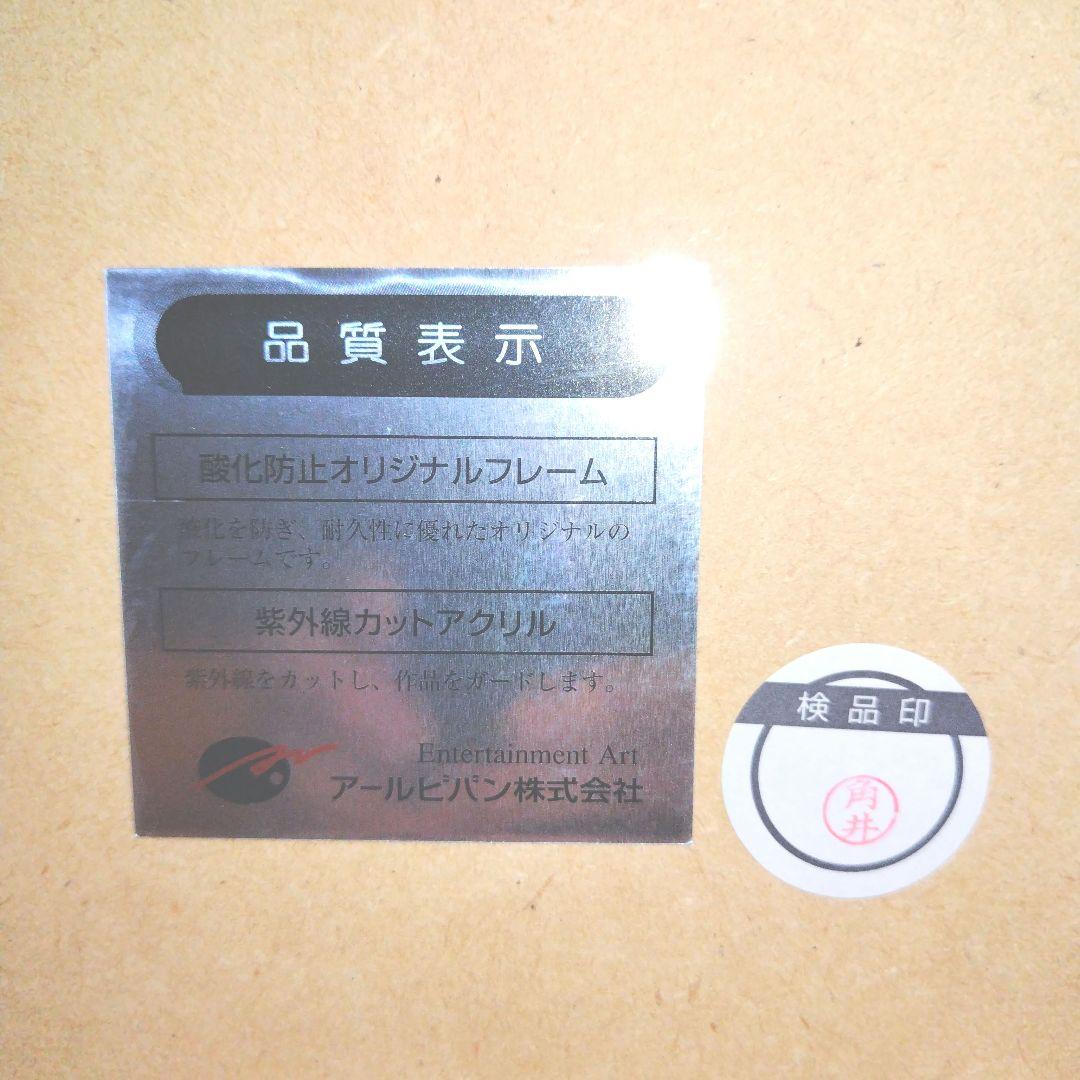 品質表示
酸化防止オリジナルフレーム
酸化を防ぎ、耐久性に優れたオリジナルの
フレームです。
紫外線カットアクリル
紫外線をカットし、作品をガードします。
Entertainment Art
アールビバン株式会社
検品印
角井